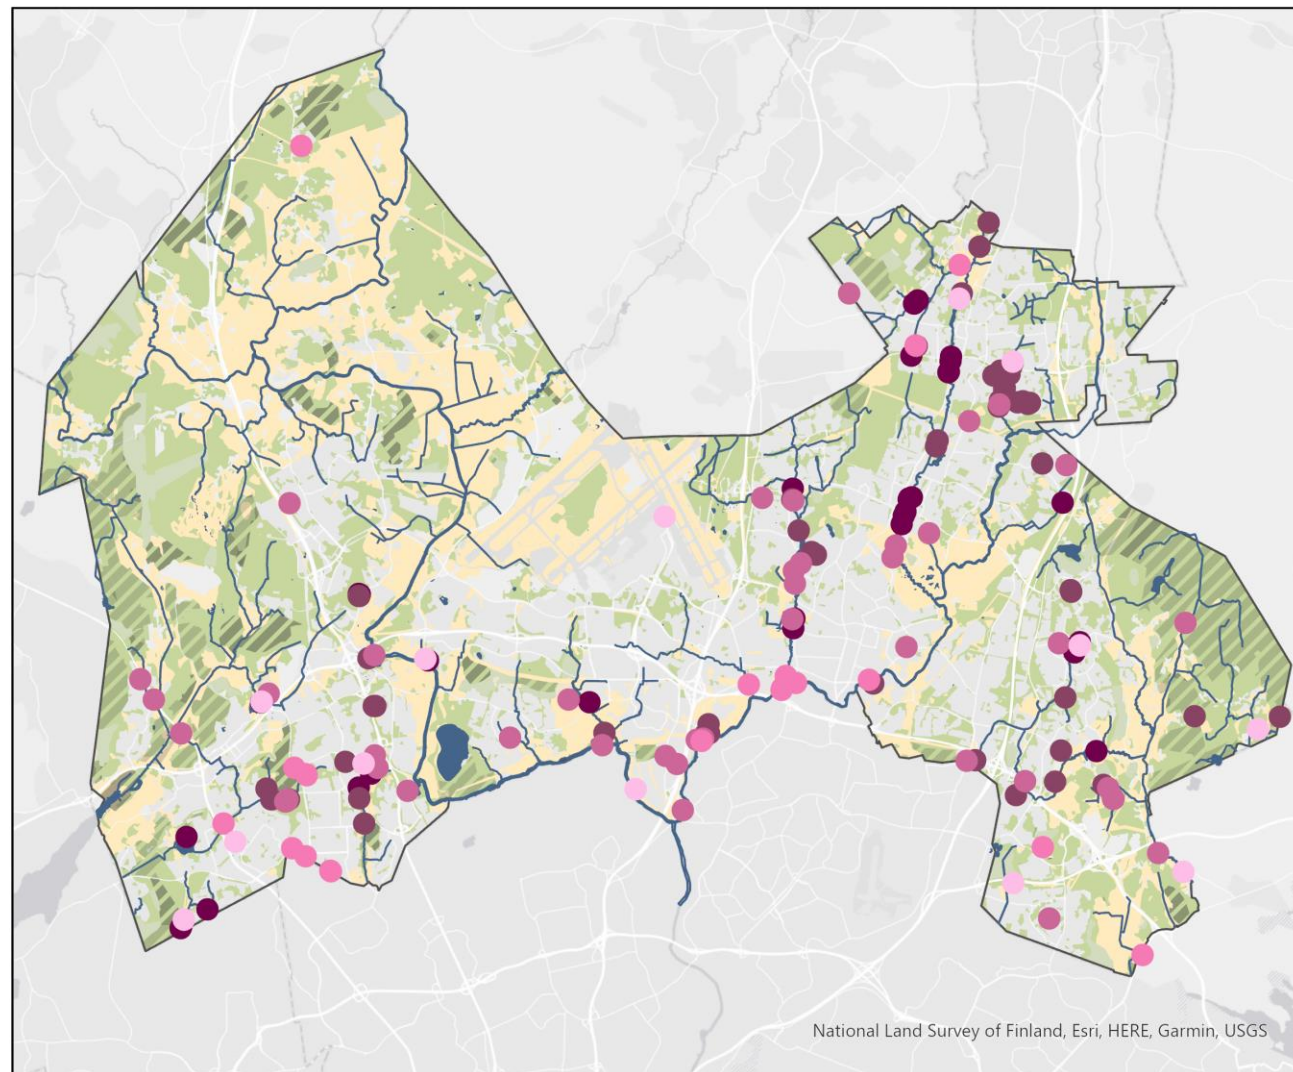 National Land Survey of Finland, Esri, HERE, Garmin, USGS